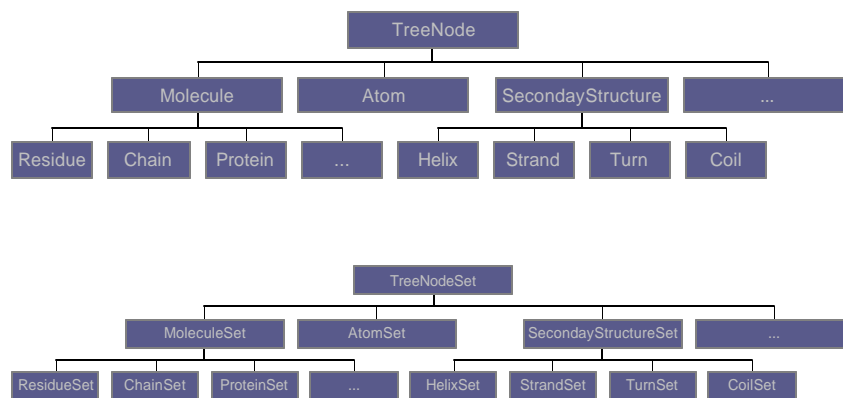 TreeNode
Molecule Atom SecondayStructure ...
Residue Chain Protein ... Helix Strand Turn Coil
TreeNodeSet
MoleculeSet AtomSet SecondayStructureSet ...
ResidueSet ChainSet ProteinSet ... HelixSet StrandSet TurnSet CoilSet